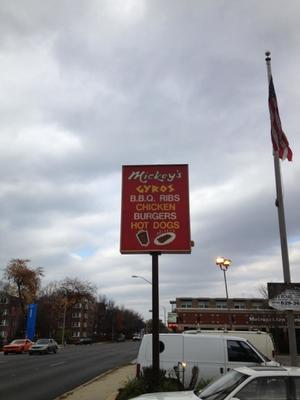 Mickey's
GYROS
B.B.Q. RIBS
CHICKEN
BURGERS
HOT DOGS